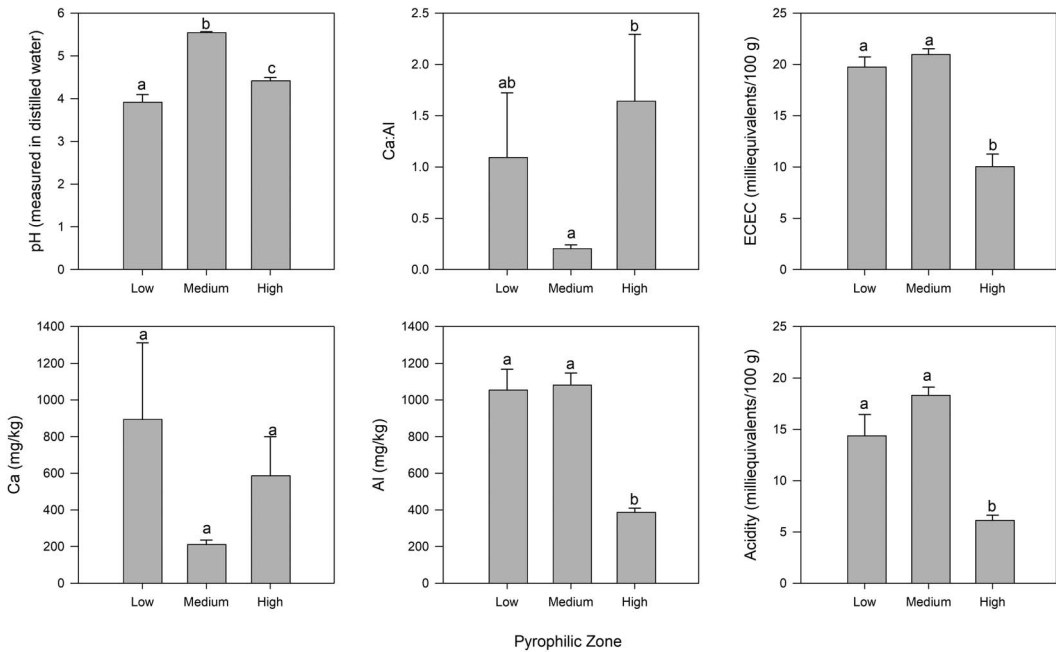 pH (measured in distilled water)
6
5
4
3
2
1
0
a
b
c
Low
Medium
High
Ca:Al
2.5
2.0
1.5
1.0
0.5
0.0
ab
a
b
Low
Medium
High
ECEC (milliequivalents/100 g)
25
20
15
10
5
0
a
a
b
Low
Medium
High
Ca (mg/kg)
1400
1200
1000
800
600
400
200
0
a
a
a
Low
Medium
High
Al (mg/kg)
1400
1200
1000
800
600
400
200
0
a
a
b
Low
Medium
High
Acidity (milliequivalents/100 g)
25
20
15
10
5
0
a
a
b
Low
Medium
High
Pyrophilic Zone